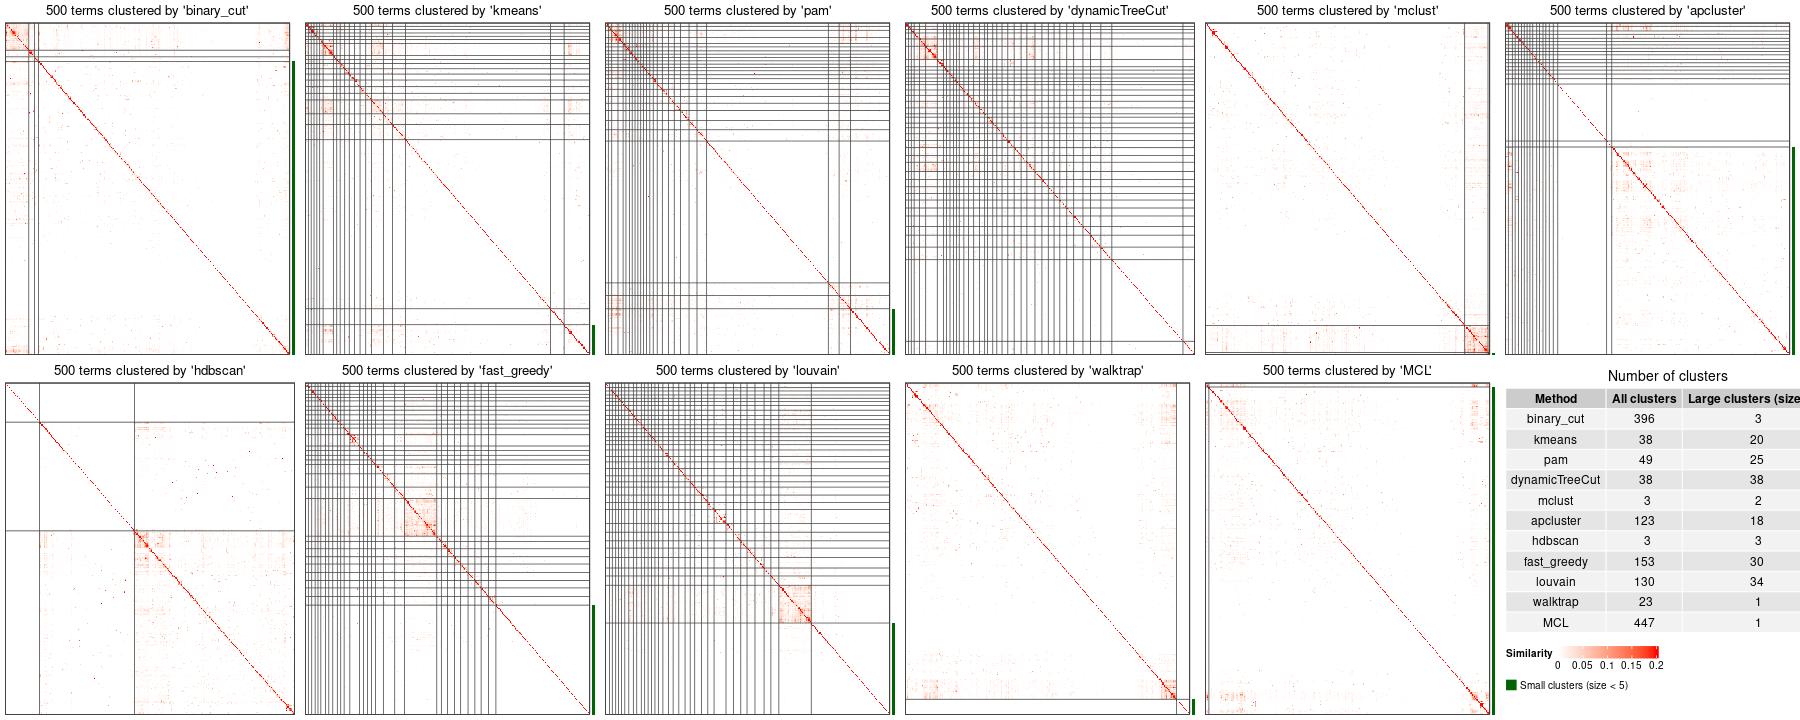 500 terms clustered by 'binary_cut'
500 terms clustered by 'kmeans'
500 terms clustered by 'pam'
500 terms clustered by 'dynamicTreeCut'
500 terms clustered by 'mclust'
500 terms clustered by 'apcluster'
500 terms clustered by 'hdbscan'
500 terms clustered by 'fast_greedy'
500 terms clustered by 'louvain'
500 terms clustered by 'walktrap'
500 terms clustered by 'MCL'
Number of clusters
Method All clusters Large clusters (size
binary_cut 396 3
kmeans 38 20
pam 49 25
dynamicTreeCut 38 38
mclust 3 2
apcluster 123 18
hdbscan 3 3
fast_greedy 153 30
louvain 130 34
walktrap 23 1
MCL 447 1
Similarity
0 0.05 0.1 0.15 0.2
Small clusters (size < 5)